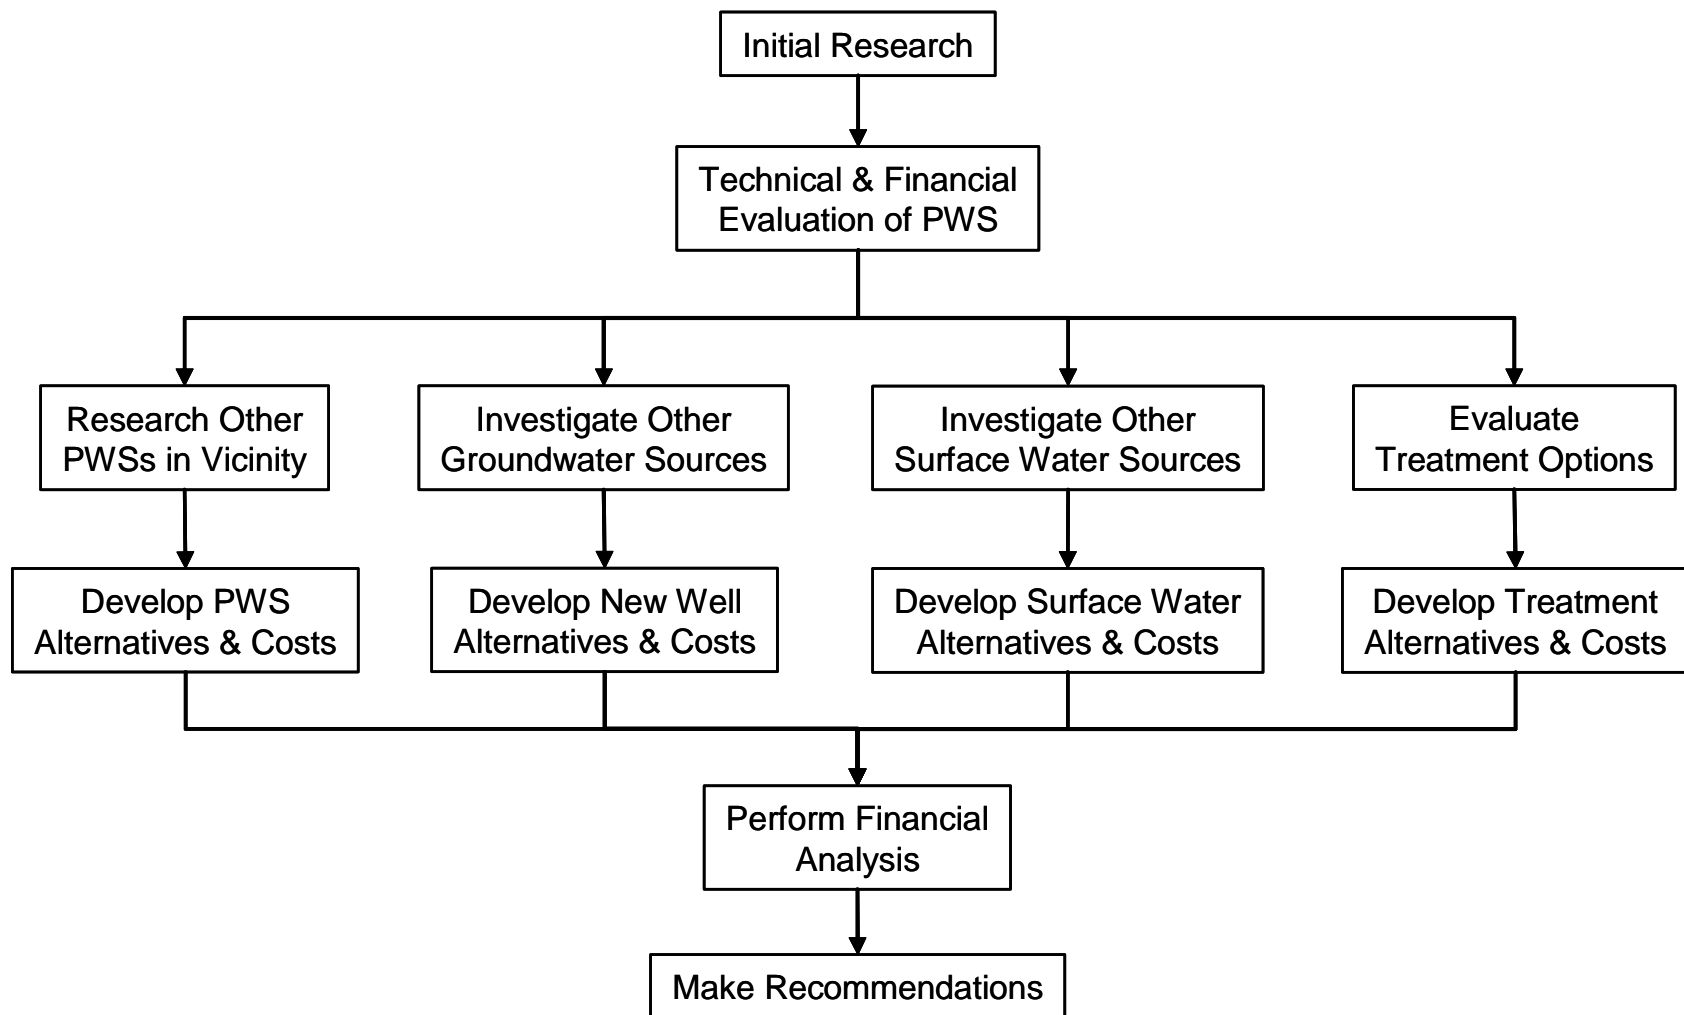 Initial Research
Technical & Financial
Evaluation of PWS
Research Other
PWSs in Vicinity
Investigate Other
Groundwater Sources
Investigate Other
Surface Water Sources
Evaluate
Treatment Options
Develop PWS
Alternatives & Costs
Develop New Well
Alternatives & Costs
Develop Surface Water
Alternatives & Costs
Develop Treatment
Alternatives & Costs
Perform Financial
Analysis
Make Recommendations